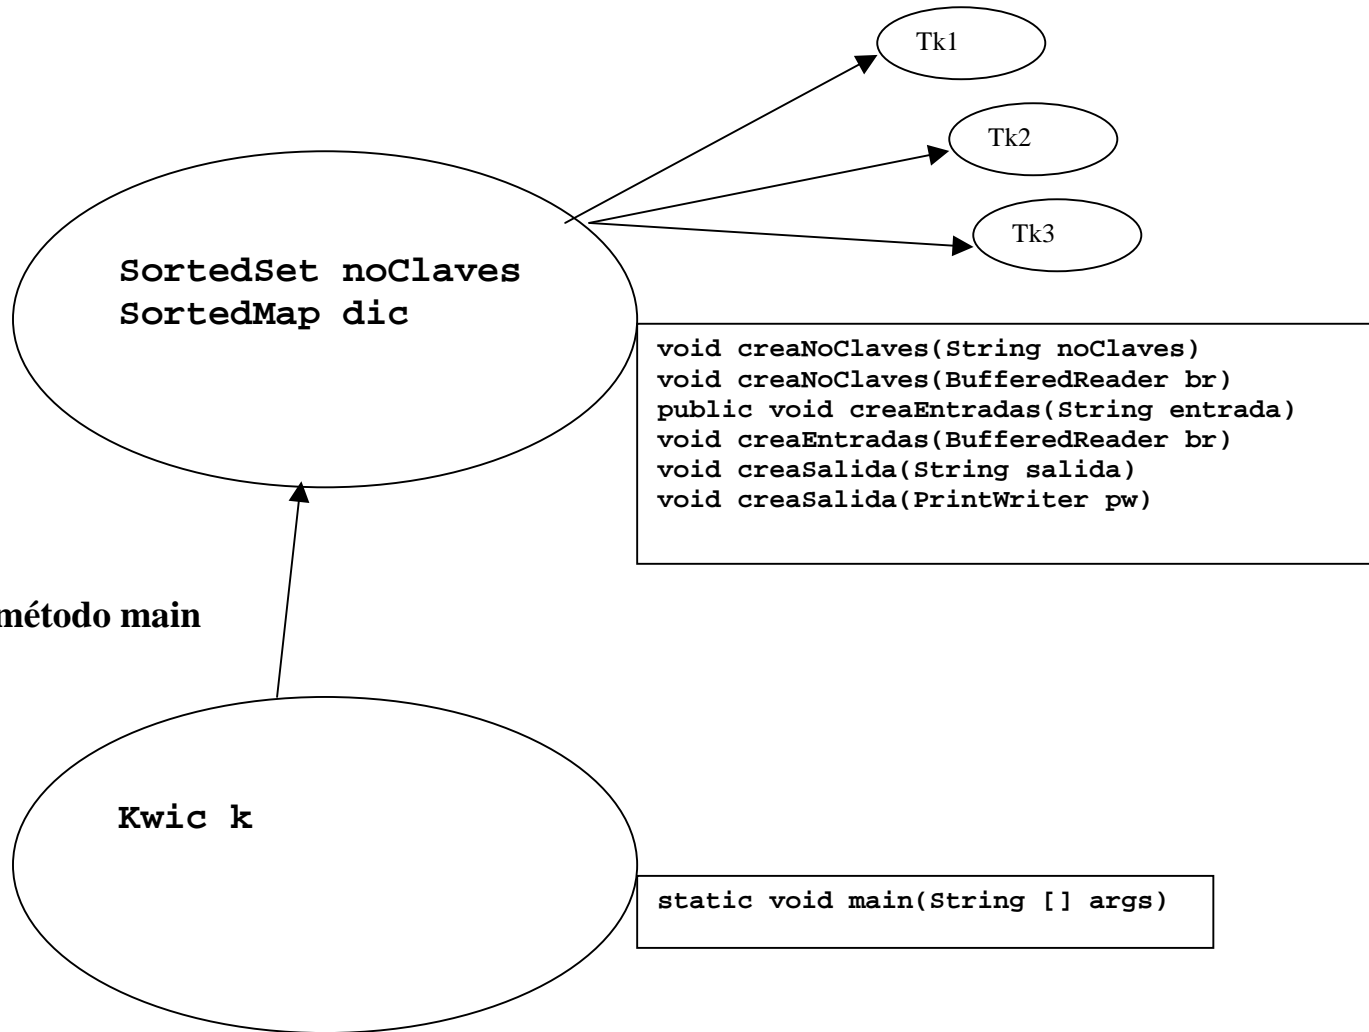 Tk1
Tk2
Tk3
SortedSet noClaves
SortedMap dic
void creaNoClaves(String noClaves)
void creaNoClaves(BufferedReader br)
public void creaEntradas(String entrada)
void creaEntradas(BufferedReader br)
void creaSalida(String salida)
void creaSalida(PrintWriter pw)
método main
Kwic k
static void main(String [] args)